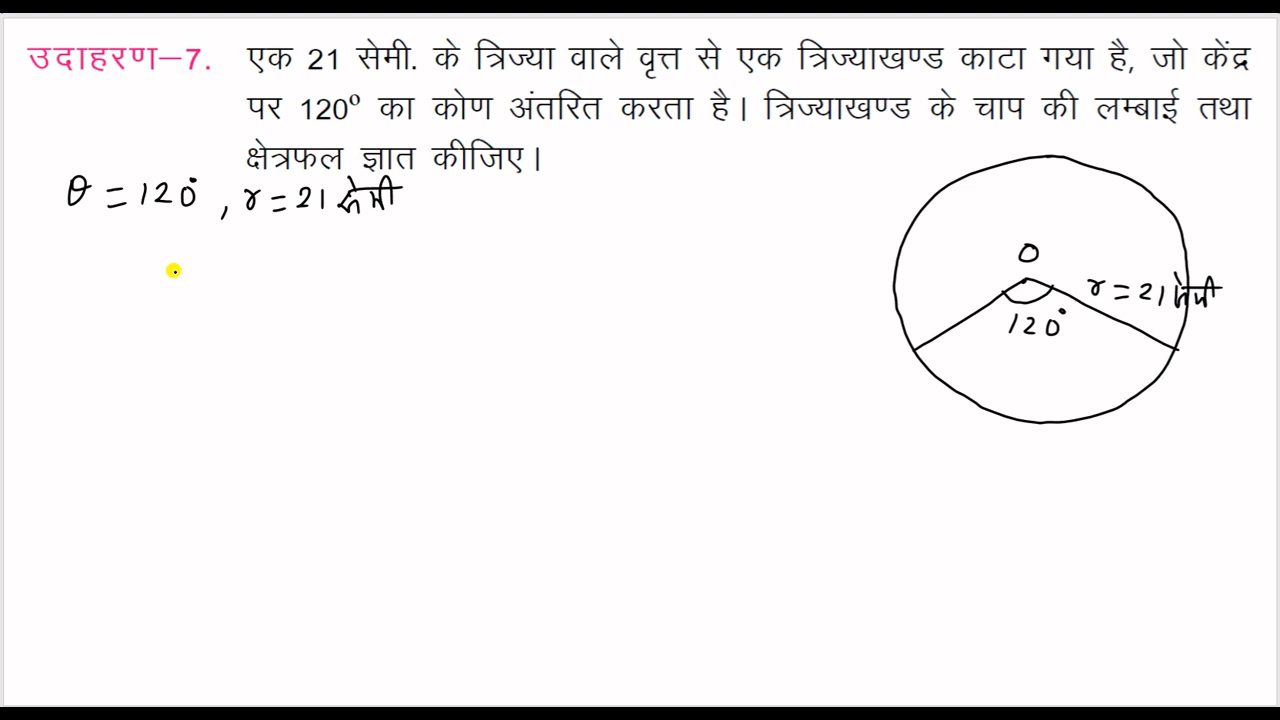 उदाहरण–7. एक 21 सेमी. के त्रिज्या वाले वृत्त से एक त्रिज्याखण्ड काटा गया है, जो केंद्र
पर 120º का कोण अंतरित करता है। त्रिज्याखण्ड के चाप की लम्बाई तथा
क्षेत्रफल ज्ञात कीजिए।
θ = 120°, r = 21 सेमी
O
r = 21 सेमी
120°